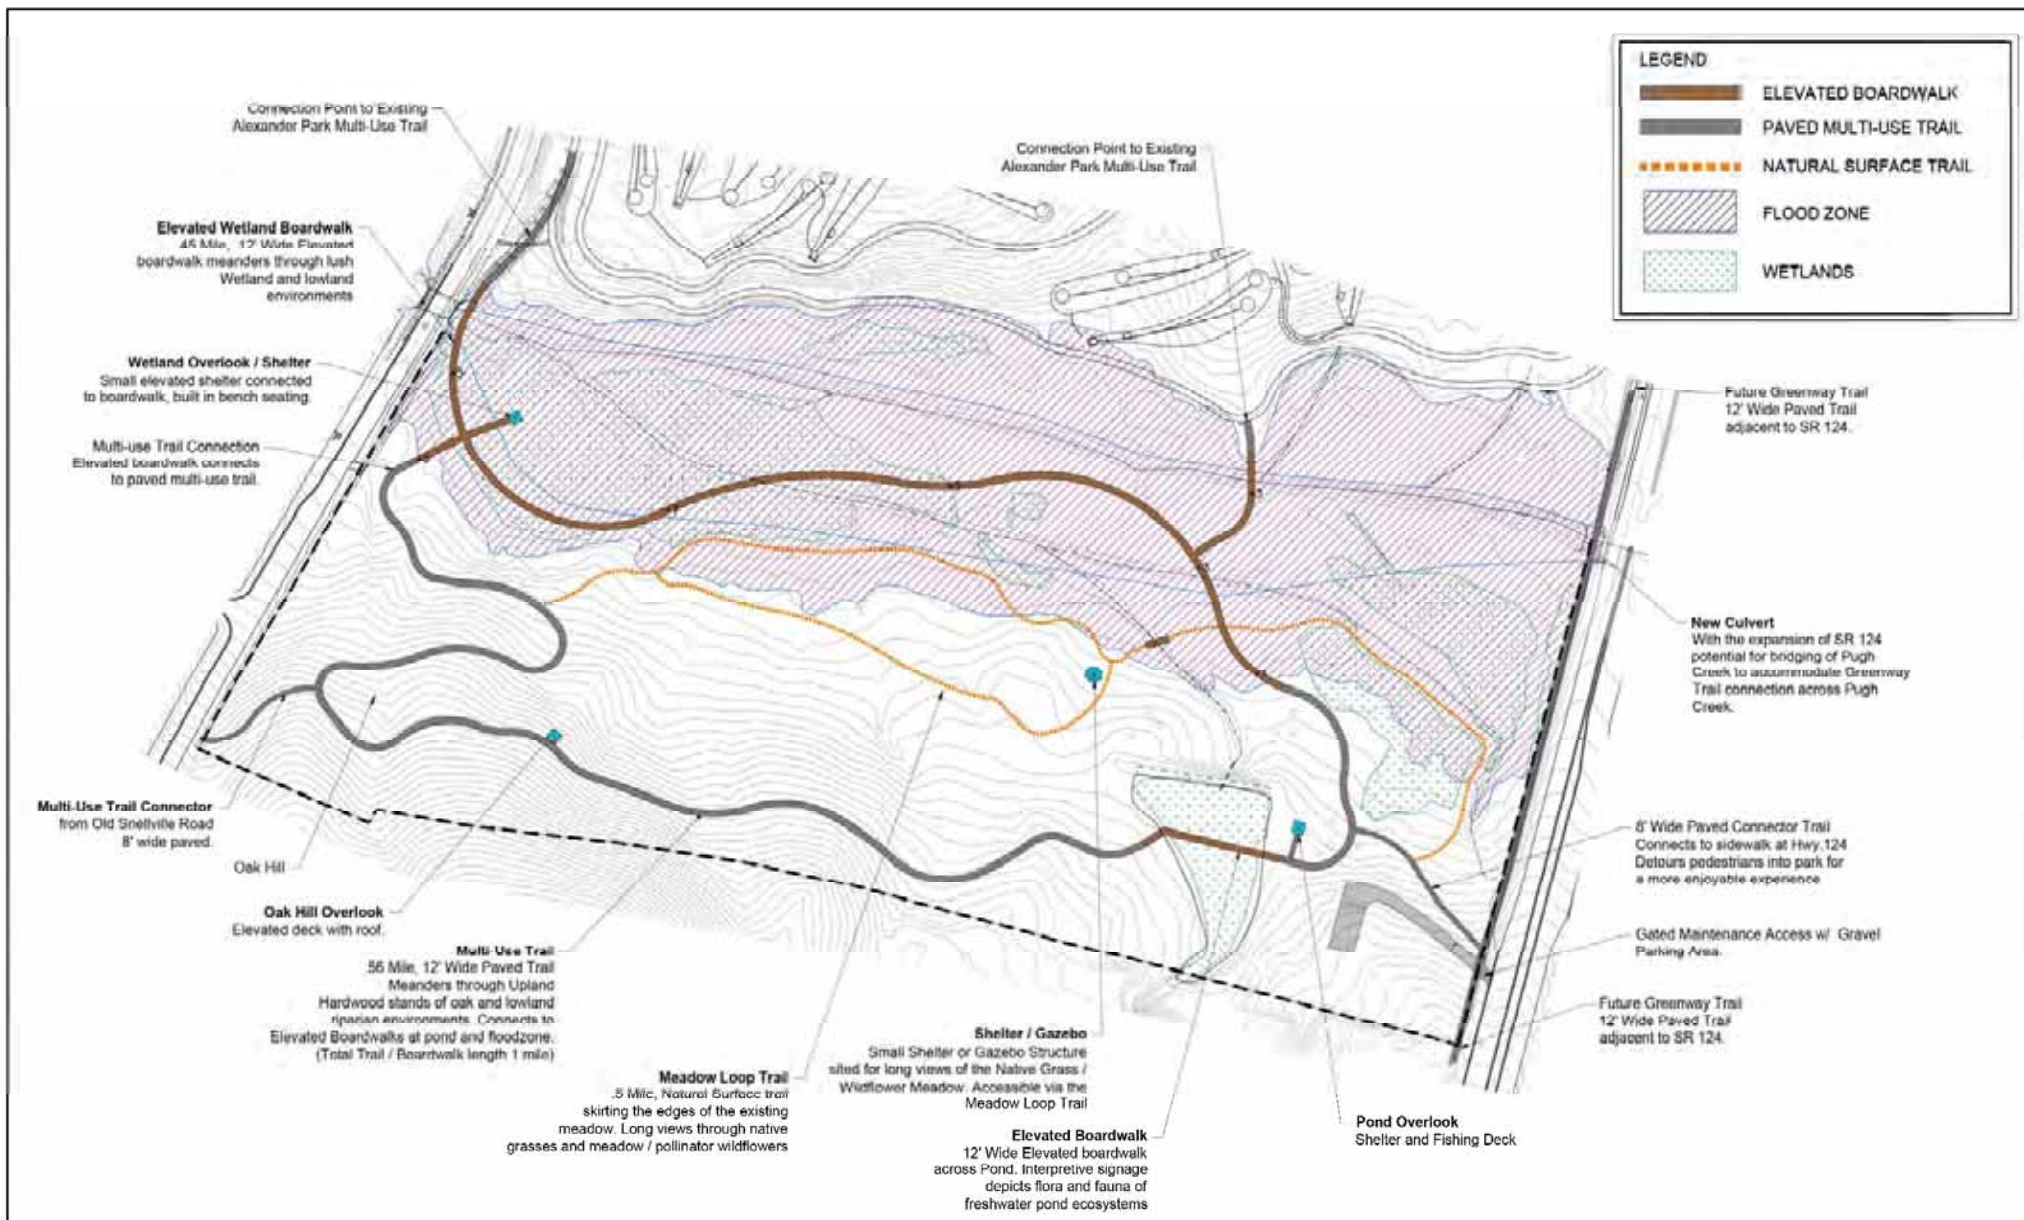 LEGEND
ELEVATED BOARDWALK
PAVED MULTI-USE TRAIL
NATURAL SURFACE TRAIL
FLOOD ZONE
WETLANDS
Connection Point to Existing
Alexander Park Multi-Use Trail
Connection Point to Existing
Alexander Park Multi-Use Trail
Elevated Wetland Boardwalk
.45 Mile, 12' Wide Elevated
boardwalk meanders through lush
Wetland and lowland
environments
Wetland Overlook / Shelter
Small elevated shelter connected
to boardwalk, built in bench seating.
Multi-use Trail Connection
Elevated boardwalk connects
to paved multi-use trail.
Future Greenway Trail
12' Wide Paved Trail
adjacent to SR 124.
New Culvert
With the expansion of SR 124
potential for bridging of Pugh
Creek to accommodate Greenway
Trail connection across Pugh
Creek.
Multi-Use Trail Connector
from Old Snellville Road
8' wide paved.
Oak Hill
Oak Hill Overlook
Elevated deck with roof.
Multi-Use Trail
.56 Mile, 12' Wide Paved Trail
Meanders through Upland
Hardwood stands of oak and lowland
riparian environments. Connects to
Elevated Boardwalks at pond and floodzone.
(Total Trail / Boardwalk length 1 mile)
Meadow Loop Trail
.5 Mile, Natural Surface trail
skirting the edges of the existing
meadow. Long views through native
grasses and meadow / pollinator wildflowers
Shelter / Gazebo
Small Shelter or Gazebo Structure
sited for long views of the Native Grass /
Wildflower Meadow. Accessible via the
Meadow Loop Trail
Elevated Boardwalk
12' Wide Elevated boardwalk
across Pond. Interpretive signage
depicts flora and fauna of
freshwater pond ecosystems
Pond Overlook
Shelter and Fishing Deck
8' Wide Paved Connector Trail
Connects to sidewalk at Hwy.124
Detours pedestrians into park for
a more enjoyable experience
Gated Maintenance Access w/ Gravel
Parking Area.
Future Greenway Trail
12' Wide Paved Trail
adjacent to SR 124.